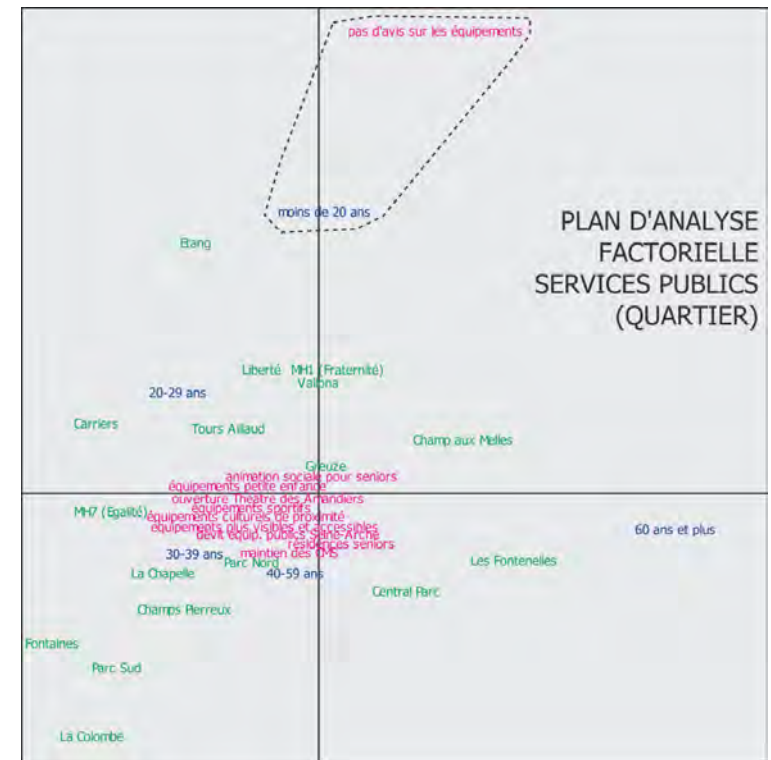 pas d'avis sur les équipements
moins de 20 ans
PLAN D'ANALYSE
FACTORIELLE
SERVICES PUBLICS
(QUARTIER)
Etang
Liberté
MH1 (Fraternité)
Vallona
20-29 ans
Carriers
Tours Aillaud
Champ aux Melles
Greuze
animation sociale pour seniors
équipements petite enfance
ouverture Théatre des Amandiers
équipements sportifs
MH7 (Egalité)
équipements culturels de proximité
équipements plus visibles et accessibles
60 ans et plus
devlt équip. publics Seine-Arche
résidences seniors
30-39 ans
maintien des CMS
Parc Nord
Les Fontenelles
La Chapelle
40-59 ans
Central Parc
Champs Pierreux
Fontaines
Parc Sud
La Colombe